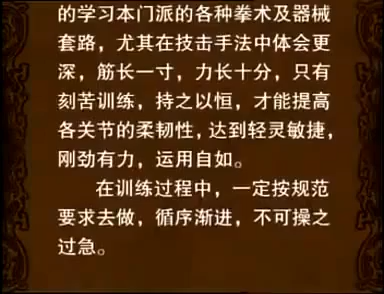 的学习本门派的各种拳术及器械
套路，尤其在技击手法中体会更
深，筋长一寸，力长十分，只有
刻苦训练，持之以恒，才能提高
各关节的柔韧性，达到轻灵敏捷，
刚劲有力，运用自如。
在训练过程中，一定按规范
要求去做，循序渐进，不可操之
过急。